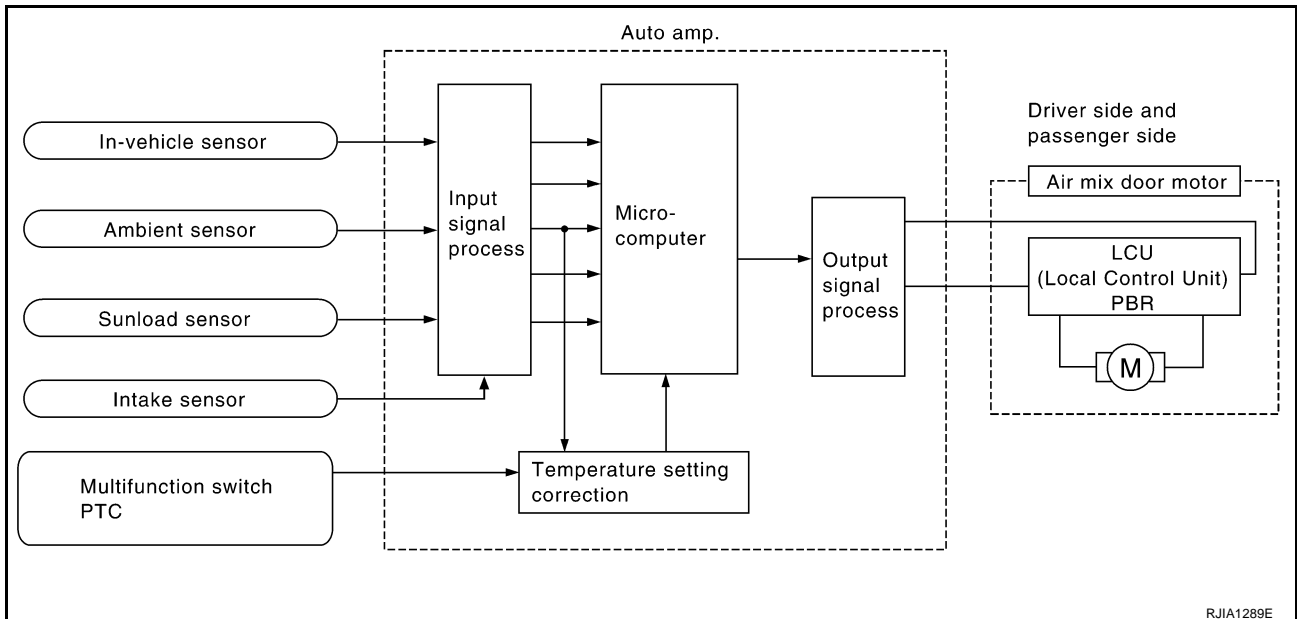 Auto amp.
In-vehicle sensor
Ambient sensor
Sunload sensor
Intake sensor
Multifunction switch
PTC
Input
signal
process
Micro-
computer
Temperature setting
correction
Output
signal
process
Driver side and
passenger side
Air mix door motor
LCU
(Local Control Unit)
PBR
M
RJIA1289E